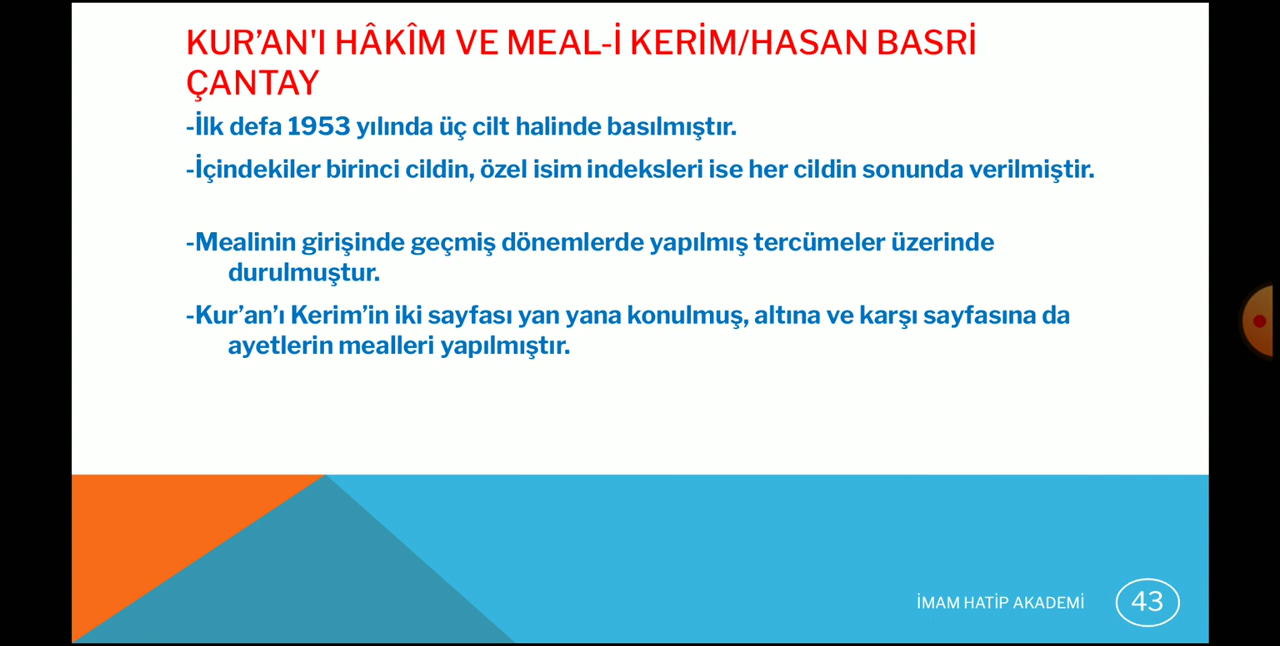 KUR’AN'I HÂKÎM VE MEAL-İ KERİM/HASAN BASRİ
ÇANTAY
-İlk defa 1953 yılında üç cilt halinde basılmıştır.
-İçindekiler birinci cildin, özel isim indeksleri ise her cildin sonunda verilmiştir.
-Mealinin girişinde geçmiş dönemlerde yapılmış tercümeler üzerinde
durulmuştur.
-Kur’an’ı Kerim’in iki sayfası yan yana konulmuş, altına ve karşı sayfasına da
ayetlerin mealleri yapılmıştır.
İMAM HATİP AKADEMİ
43